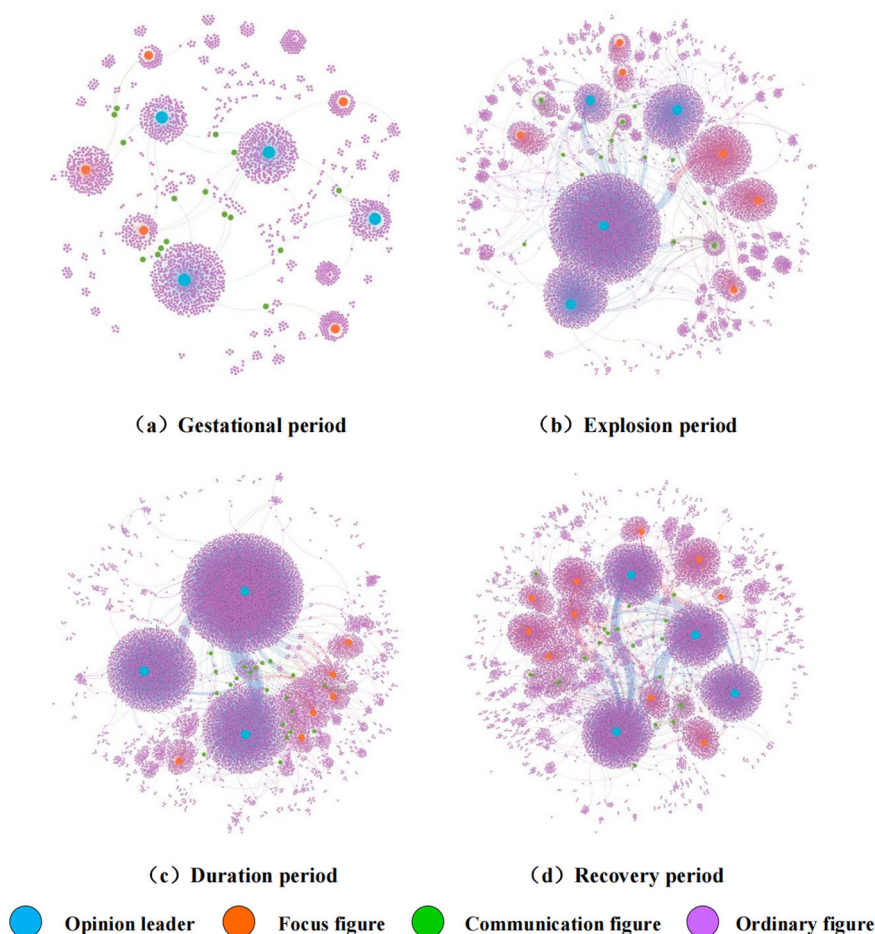 （a）Gestational period
（b）Explosion period
（c）Duration period
（d）Recovery period
Opinion leader
Focus figure
Communication figure
Ordinary figure